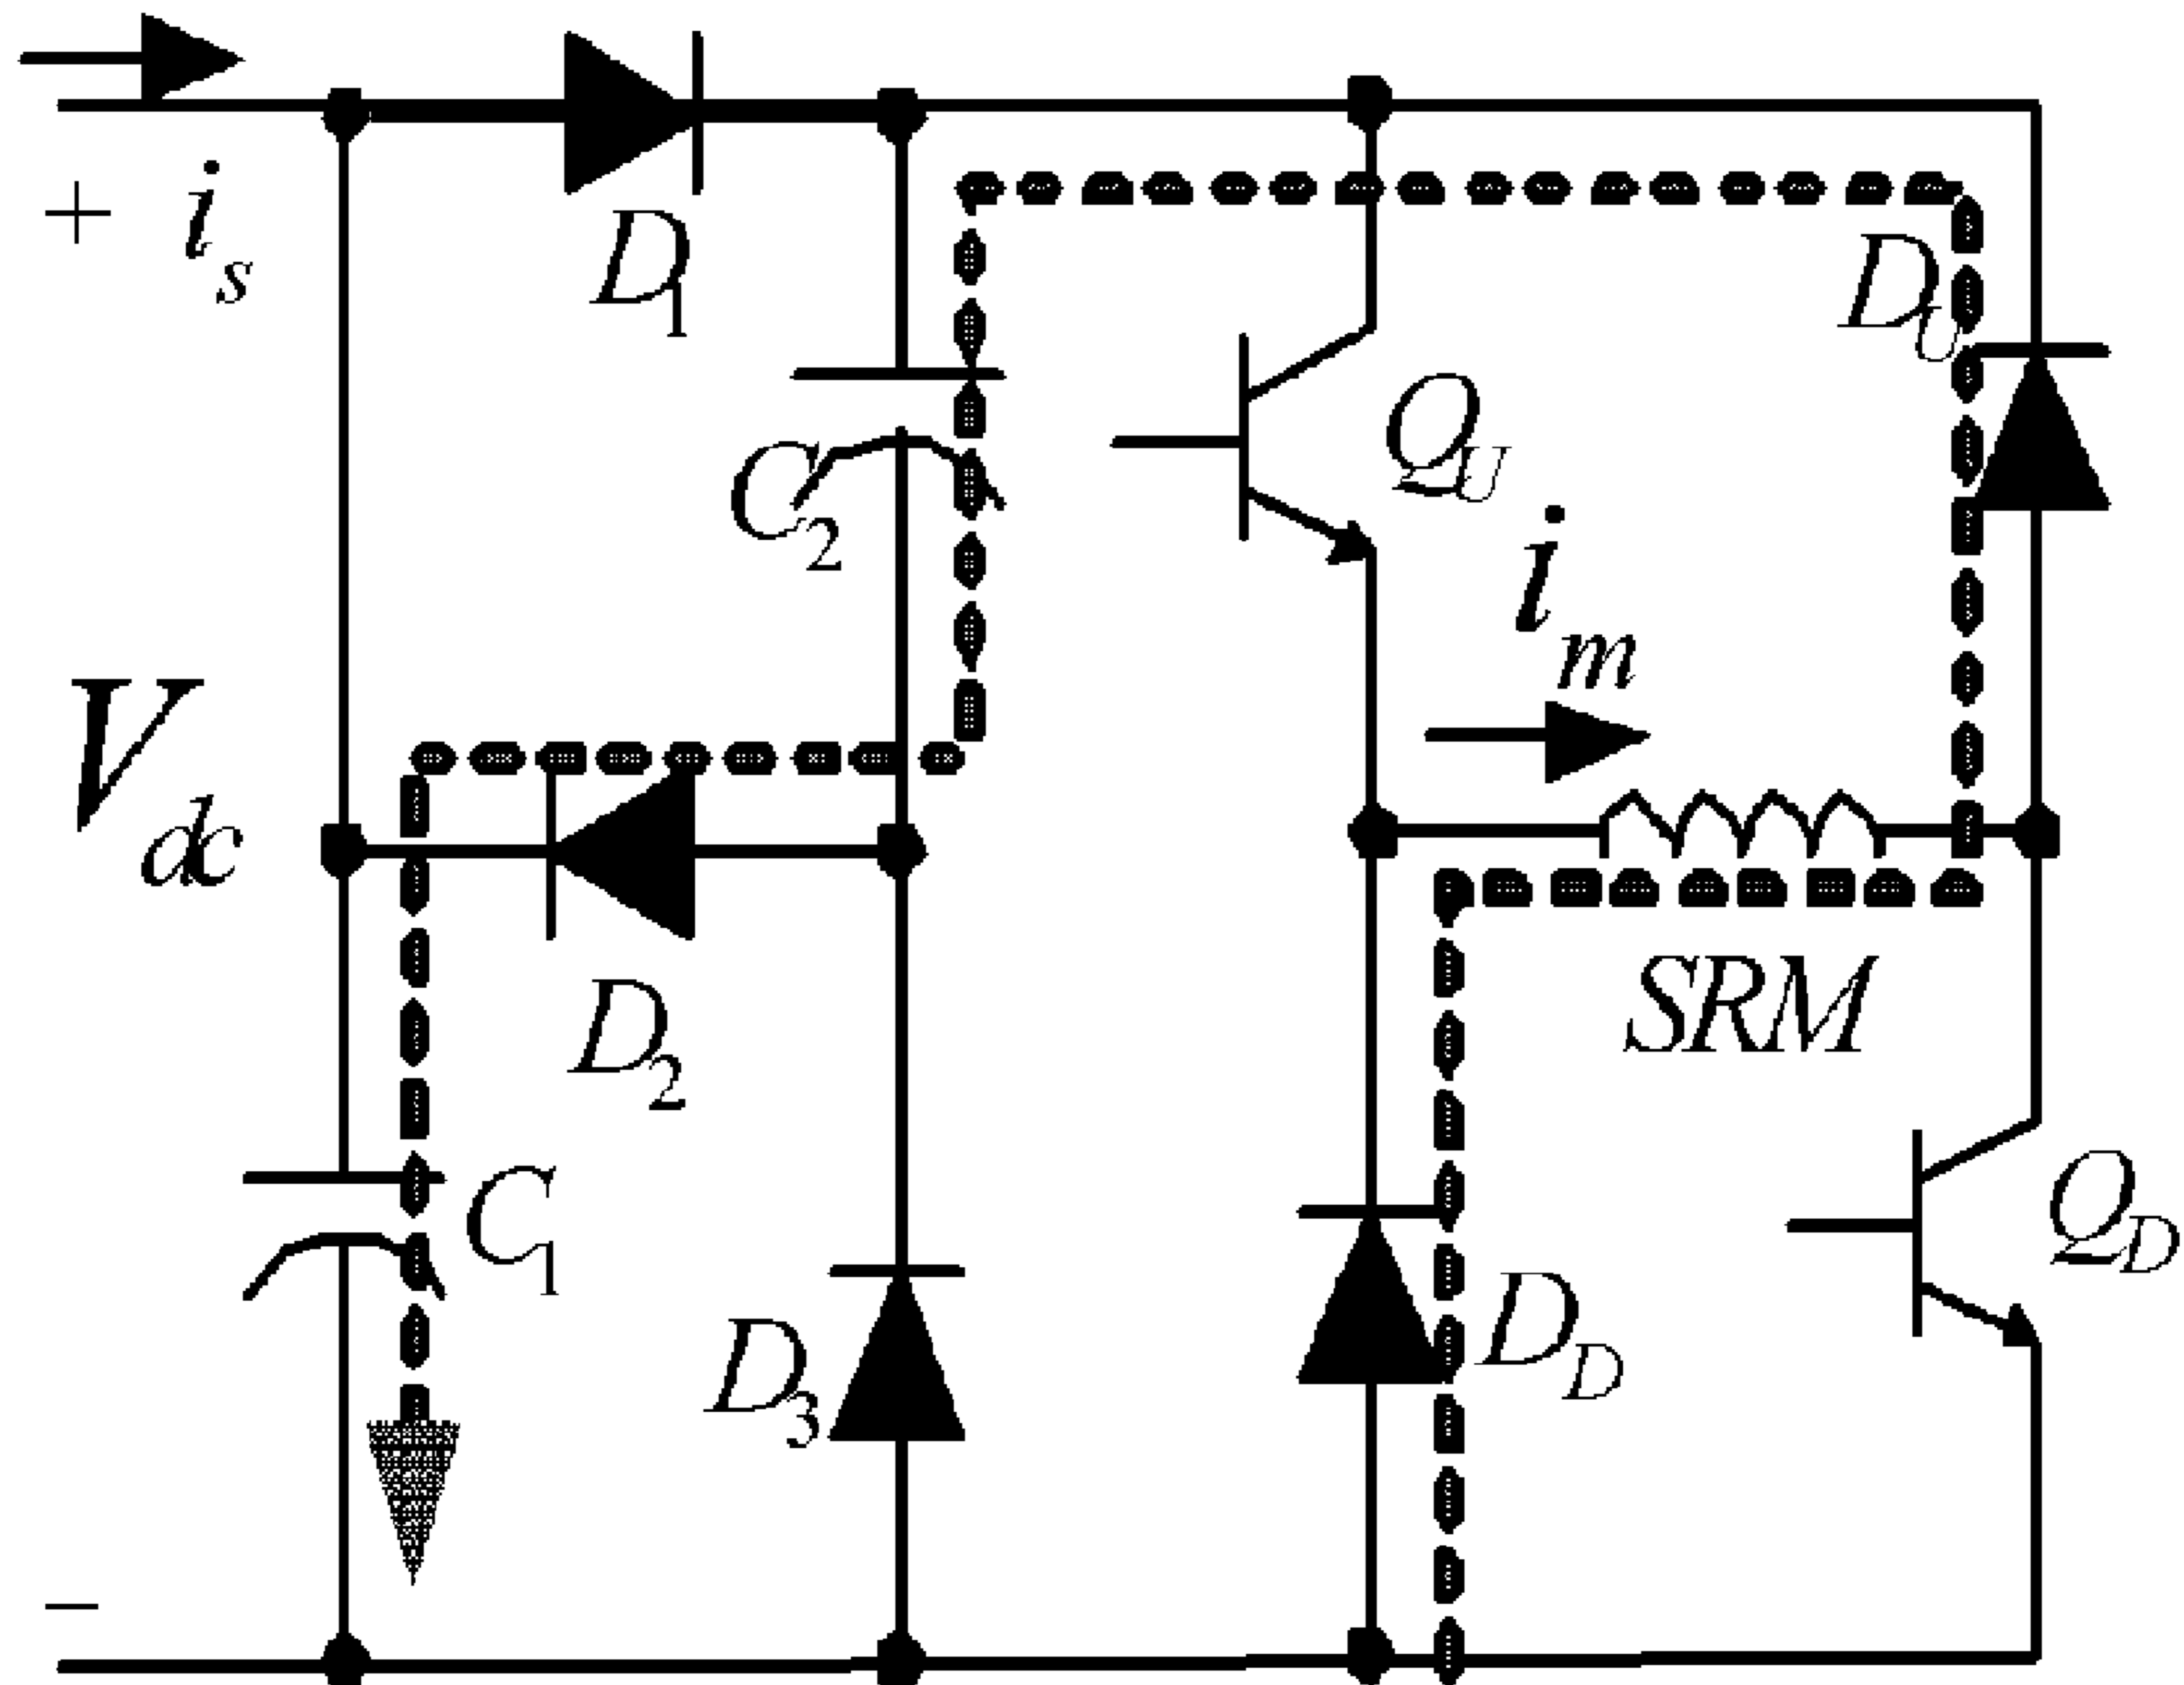 + i_s
D_1
D_U
C_2
Q_U
i_m
V_dc
D_2
SRM
C_1
Q_D
D_3
D_D
−